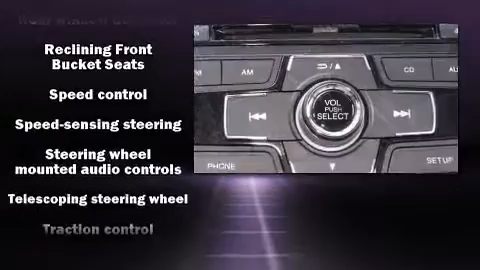 Reclining Front
Bucket Seats
Speed control
Speed-sensing steering
Steering wheel
mounted audio controls
Telescoping steering wheel
Traction control
AM
CD
VOL
PUSH
SELECT
PHONE
SETUP